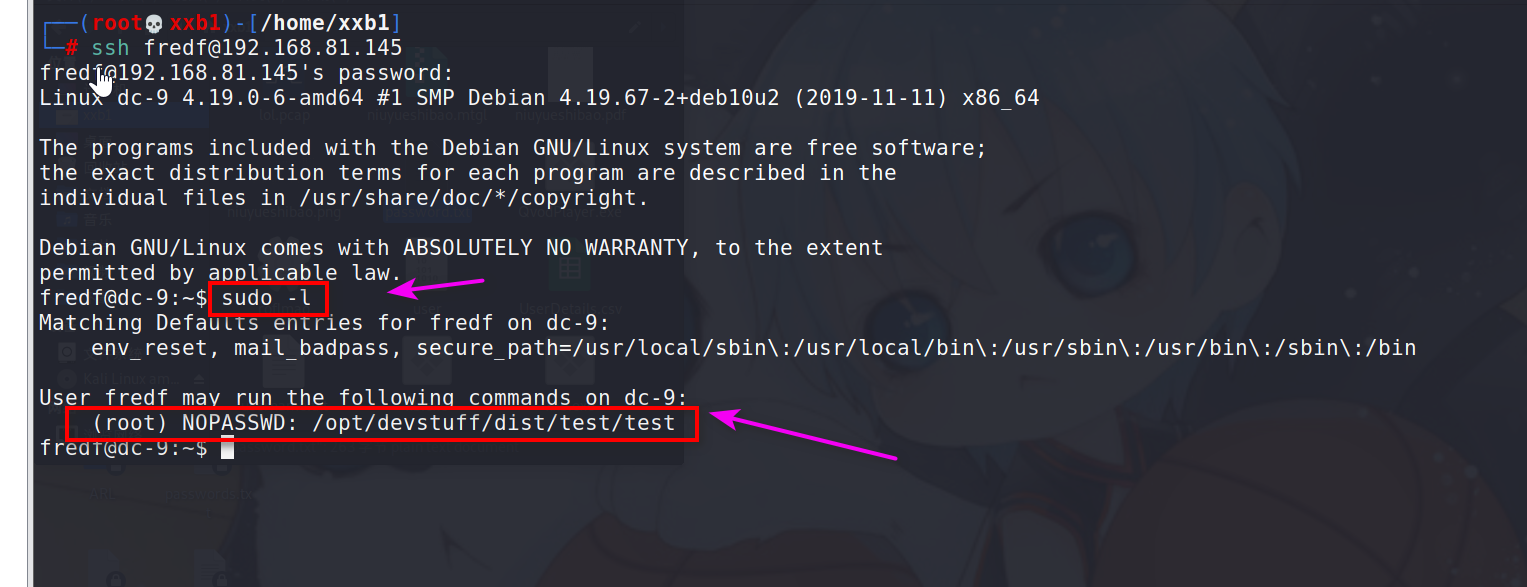 ┌──(root💀xxb1)-[/home/xxb1]
└─# ssh fredf@192.168.81.145
fredf@192.168.81.145's password:
Linux dc-9 4.19.0-6-amd64 #1 SMP Debian 4.19.67-2+deb10u2 (2019-11-11) x86_64
The programs included with the Debian GNU/Linux system are free software;
the exact distribution terms for each program are described in the
individual files in /usr/share/doc/*/copyright.
Debian GNU/Linux comes with ABSOLUTELY NO WARRANTY, to the extent
permitted by applicable law.
fredf@dc-9:~$ sudo -l
Matching Defaults entries for fredf on dc-9:
env_reset, mail_badpass, secure_path=/usr/local/sbin\:/usr/local/bin\:/usr/sbin\:/usr/bin\:/sbin\:/bin
User fredf may run the following commands on dc-9:
(root) NOPASSWD: /opt/devstuff/dist/test/test
fredf@dc-9:~$